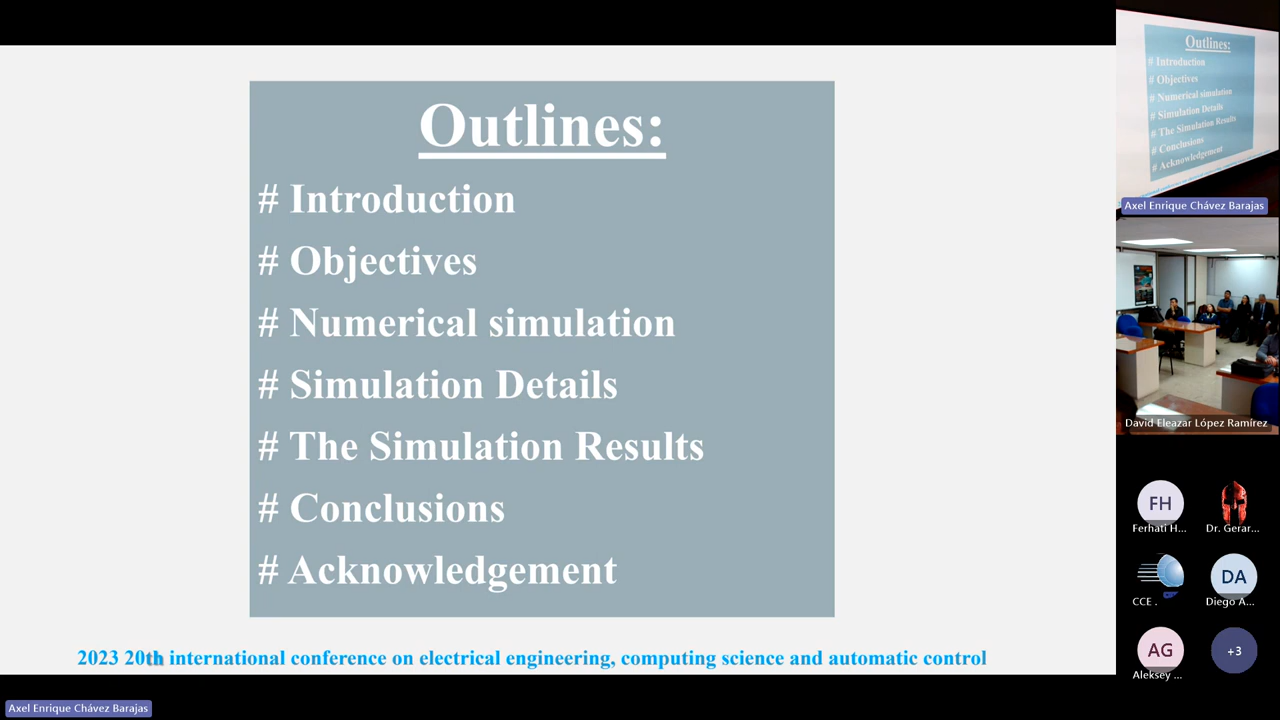 Outlines:
# Introduction
# Objectives
# Numerical simulation
# Simulation Details
# The Simulation Results
# Conclusions
# Acknowledgement
2023 20th international conference on electrical engineering, computing science and automatic control
Axel Enrique Chávez Barajas
Outlines:
# Introduction
# Objectives
# Numerical simulation
# Simulation Details
# The Simulation Results
# Conclusions
# Acknowledgement
Axel Enrique Chávez Barajas
David Eleazar López Ramírez
FH
Ferhati H...
Dr. Gerar...
CCE .
DA
Diego A...
AG
Aleksey ...
+3